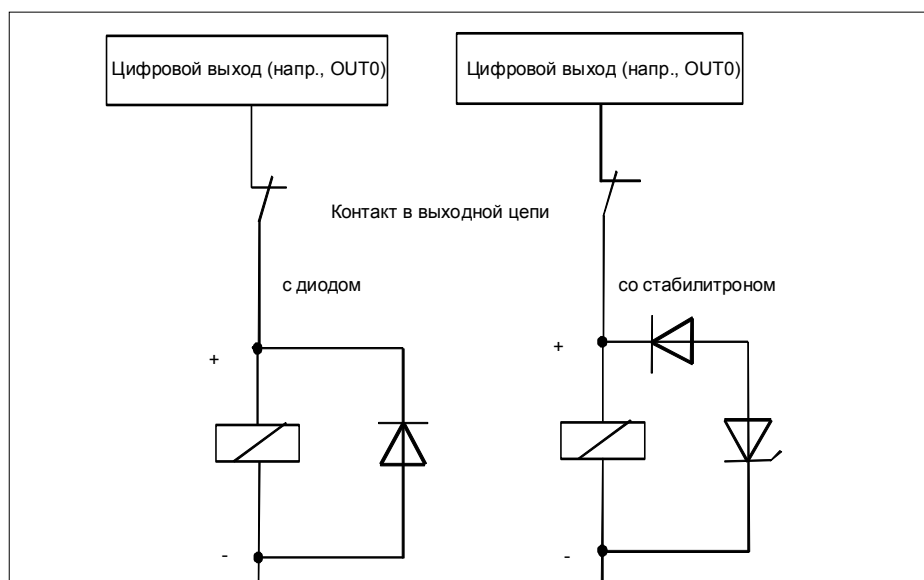 Цифровой выход (напр., OUT0)
Цифровой выход (напр., OUT0)
Контакт в выходной цепи
с диодом
со стабилитроном
+
+
-
-